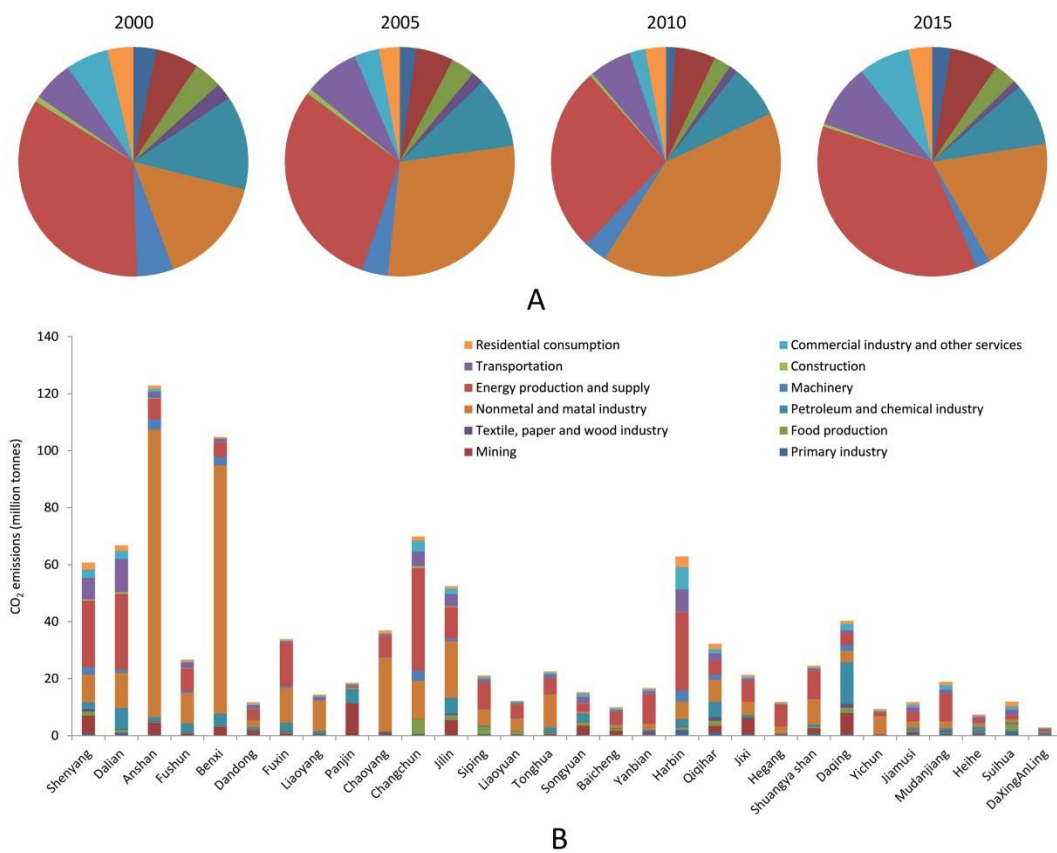 2000 2005 2010 2015
A
140
120
100
80
60
40
20
0
CO₂ emissions (million tonnes)
Residential consumption
Commercial industry and other services
Transportation
Construction
Energy production and supply
Machinery
Nonmetal and matal industry
Petroleum and chemical industry
Textile, paper and wood industry
Food production
Mining
Primary industry
Shenyang
Dalian
Anshan
Fushun
Benxi
Dandong
Fuxin
Liaoyang
Panjin
Chaoyang
Changchun
Jilin
Siping
Liaoyuan
Tonghua
Songyuan
Baicheng
Yanbian
Harbin
Qiqihar
Jixi
Hegang
Shuangya shan
Daqing
Yichun
Jiamusi
Mudanjiang
Heihe
Suihua
DaXingAnLing
B